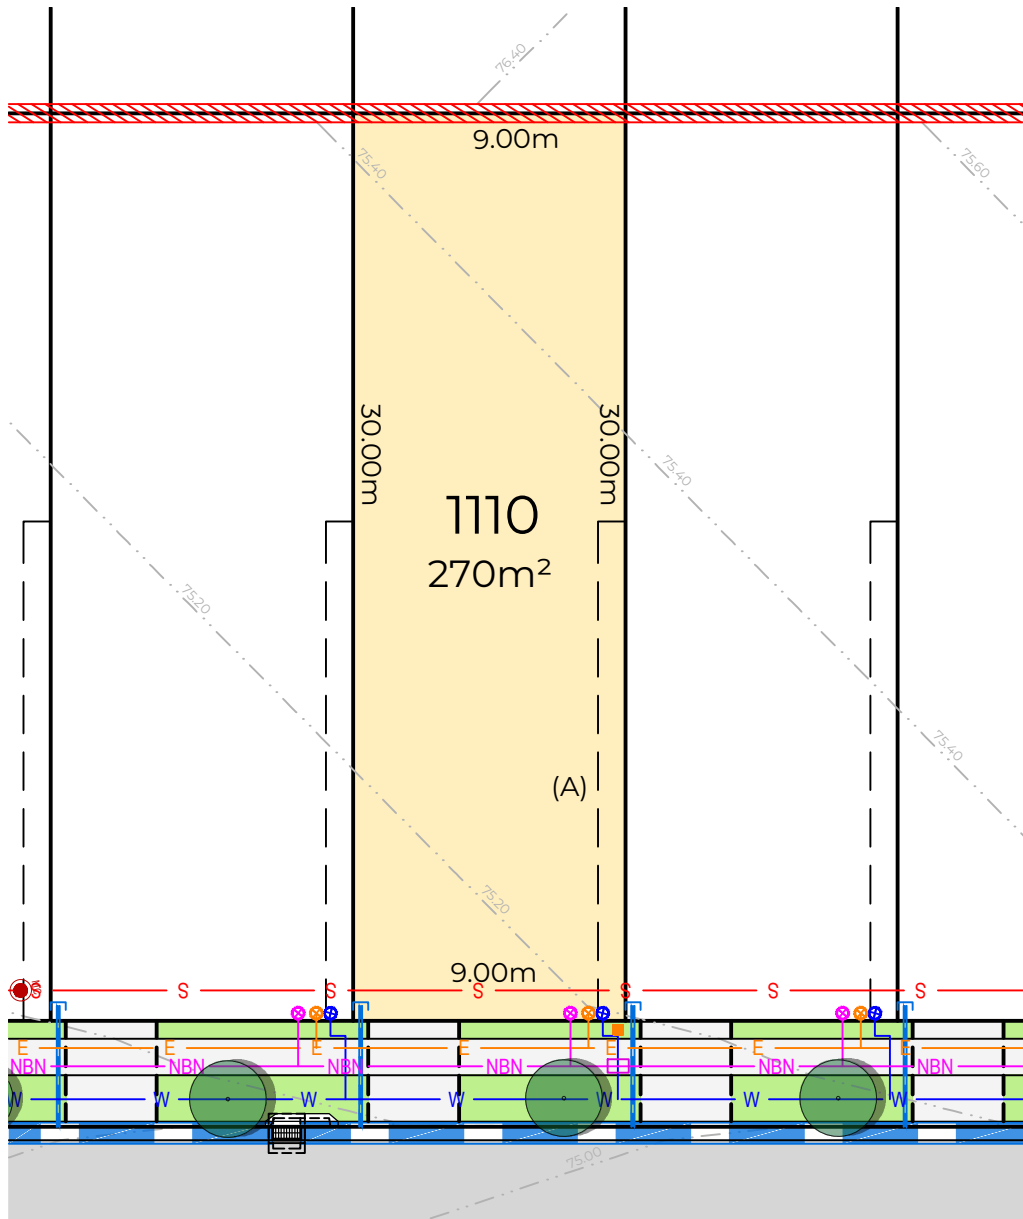 76.40
9.00m
75.40
75.60
30.00m
30.00m
75.40
1110
270m²
75.20
75.40
(A)
75.20
9.00m
S S S S S S S
E E E E E E E
NBN NBN NBN NBN NBN NBN
W W W W W W W
75.00